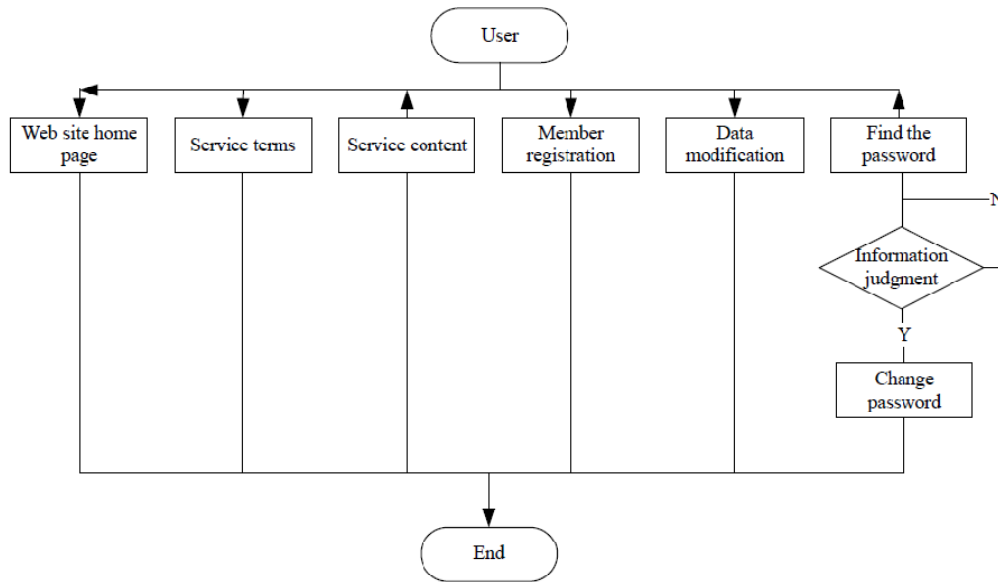 User
Web site home
page
Service terms
Service content
Member
registration
Data
modification
Find the
password
N
Information
judgment
Y
Change
password
End